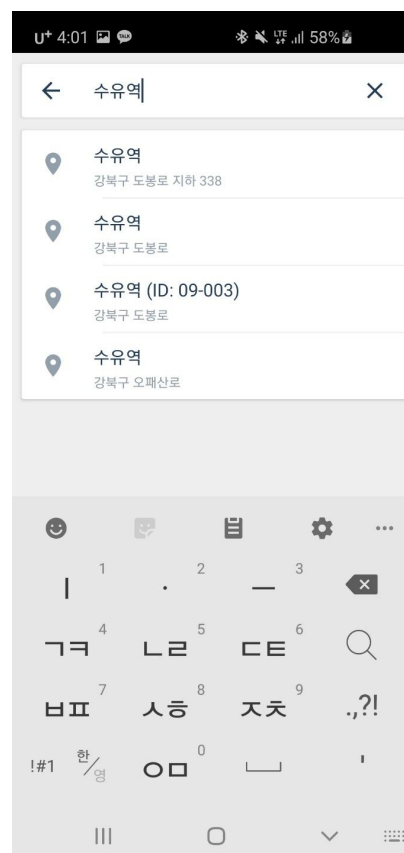 U+ 4:01 TALK LTE 58%
수유역
수유역
강북구 도봉로 지하 338
수유역
강북구 도봉로
수유역 (ID: 09-003)
강북구 도봉로
수유역
강북구 오패산로
ㅣ 1 · 2 ㅡ 3
ㄱㅋ 4 ㄴㄹ 5 ㄷㅌ 6
ㅂㅍ 7 ㅅㅎ 8 ㅈㅊ 9 .,?!
!#1 한/영 ㅇㅁ 0 '